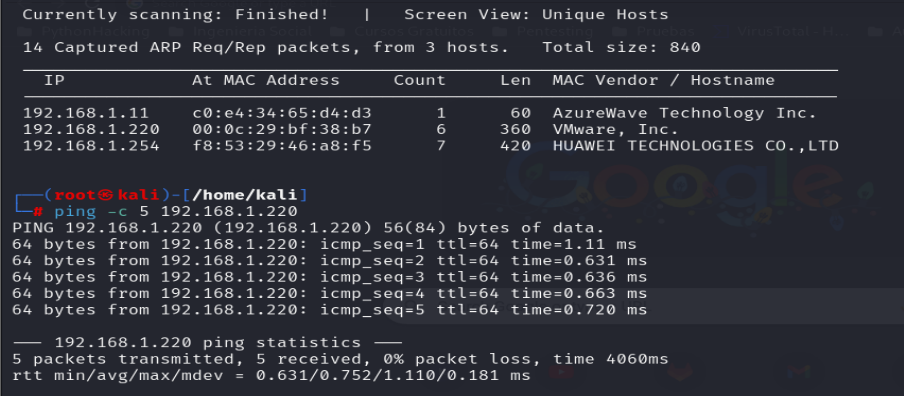 Currently scanning: Finished!   |   Screen View: Unique Hosts
PythonHacking Ingenieria Social Cursos Gratuitos Pentesting Pruebas VirusTotal - H...
14 Captured ARP Req/Rep packets, from 3 hosts.   Total size: 840
IP            At MAC Address     Count     Len  MAC Vendor / Hostname
192.168.1.11    c0:e4:34:65:d4:d3      1      60  AzureWave Technology Inc.
192.168.1.220   00:0c:29:bf:38:b7      6     360  VMware, Inc.
192.168.1.254   f8:53:29:46:a8:f5      7     420  HUAWEI TECHNOLOGIES CO.,LTD
Google
┌──(root㉿kali)-[/home/kali]
└─# ping -c 5 192.168.1.220
PING 192.168.1.220 (192.168.1.220) 56(84) bytes of data.
64 bytes from 192.168.1.220: icmp_seq=1 ttl=64 time=1.11 ms
64 bytes from 192.168.1.220: icmp_seq=2 ttl=64 time=0.631 ms
64 bytes from 192.168.1.220: icmp_seq=3 ttl=64 time=0.636 ms
64 bytes from 192.168.1.220: icmp_seq=4 ttl=64 time=0.663 ms
64 bytes from 192.168.1.220: icmp_seq=5 ttl=64 time=0.720 ms
--- 192.168.1.220 ping statistics ---
5 packets transmitted, 5 received, 0% packet loss, time 4060ms
rtt min/avg/max/mdev = 0.631/0.752/1.110/0.181 ms